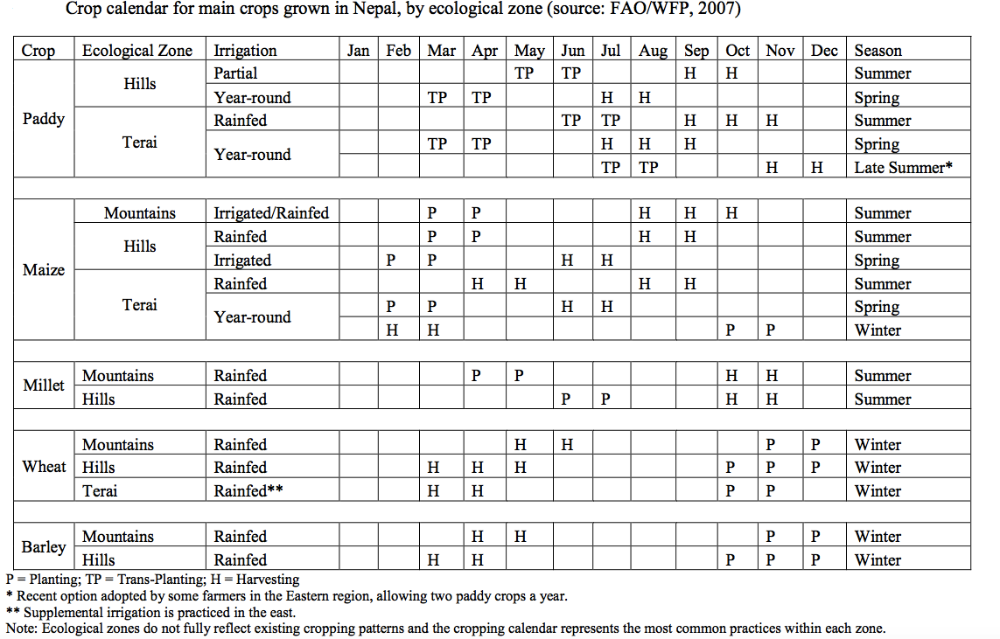 Crop calendar for main crops grown in Nepal, by ecological zone (source: FAO/WFP, 2007)
Crop Ecological Zone Irrigation Jan Feb Mar Apr May Jun Jul Aug Sep Oct Nov Dec Season
Paddy Hills Partial TP TP H H Summer
Year-round TP TP H H Spring
Terai Rainfed TP TP H H H Summer
Year-round TP TP H H H Spring
TP TP H H Late Summer*
Maize Mountains Irrigated/Rainfed P P H H H Summer
Hills Rainfed P P H H Summer
Irrigated P P H H Spring
Terai Rainfed H H H H Summer
Year-round P P H H Spring
H H P P Winter
Millet Mountains Rainfed P P H H Summer
Hills Rainfed P P H H Summer
Wheat Mountains Rainfed H H P P Winter
Hills Rainfed H H H P P P Winter
Terai Rainfed** H H P P Winter
Barley Mountains Rainfed H H P P Winter
Hills Rainfed H H P P P Winter
P = Planting; TP = Trans-Planting; H = Harvesting
* Recent option adopted by some farmers in the Eastern region, allowing two paddy crops a year.
** Supplemental irrigation is practiced in the east.
Note: Ecological zones do not fully reflect existing cropping patterns and the cropping calendar represents the most common practices within each zone.